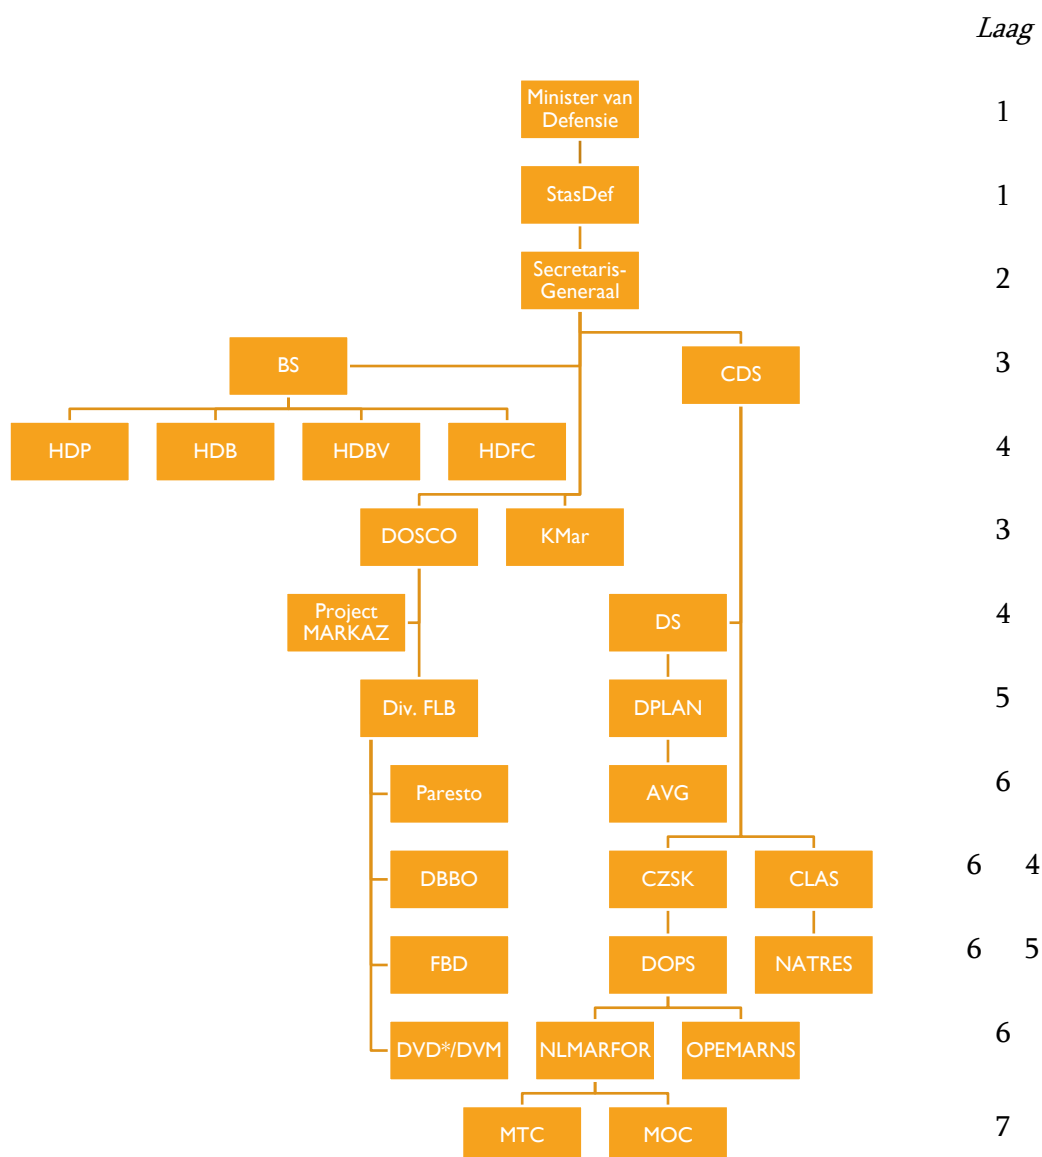 Laag
Minister van
Defensie
1
StasDef
1
Secretaris-
Generaal
2
BS
CDS
3
HDP HDB HDBV HDFC
4
DOSCO KMar
3
Project
MARKAZ
DS
4
Div. FLB DPLAN
5
Paresto AVG
6
DBBO CZSK CLAS
6 4
FBD DOPS NATRES
6 5
DVD*/DVM NLMARFOR OPEMARNS
6
MTC MOC
7